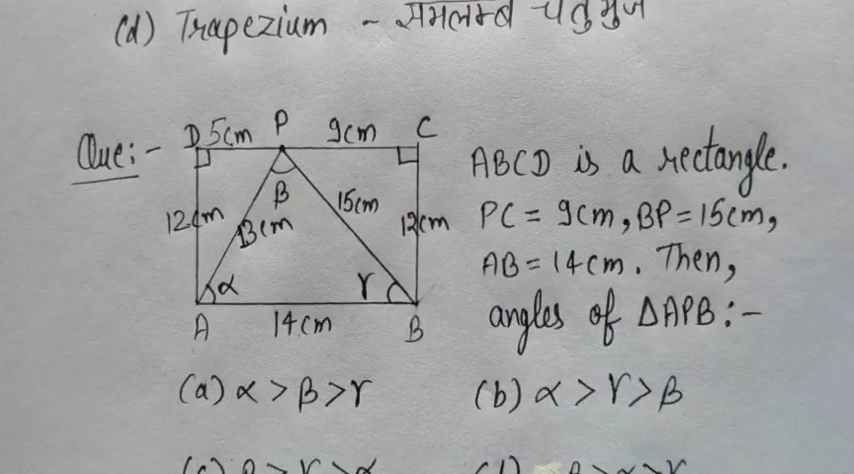 (d) Trapezium - समलम्ब चतुर्भुज
Que:- D 5cm P 9cm C
ABCD is a rectangle.
β 15cm
12cm 13cm 12cm
PC = 9cm, BP = 15cm,
AB = 14cm. Then,
α γ
A 14cm B
angles of ΔAPB:-
(a) α > β > γ (b) α > γ > β